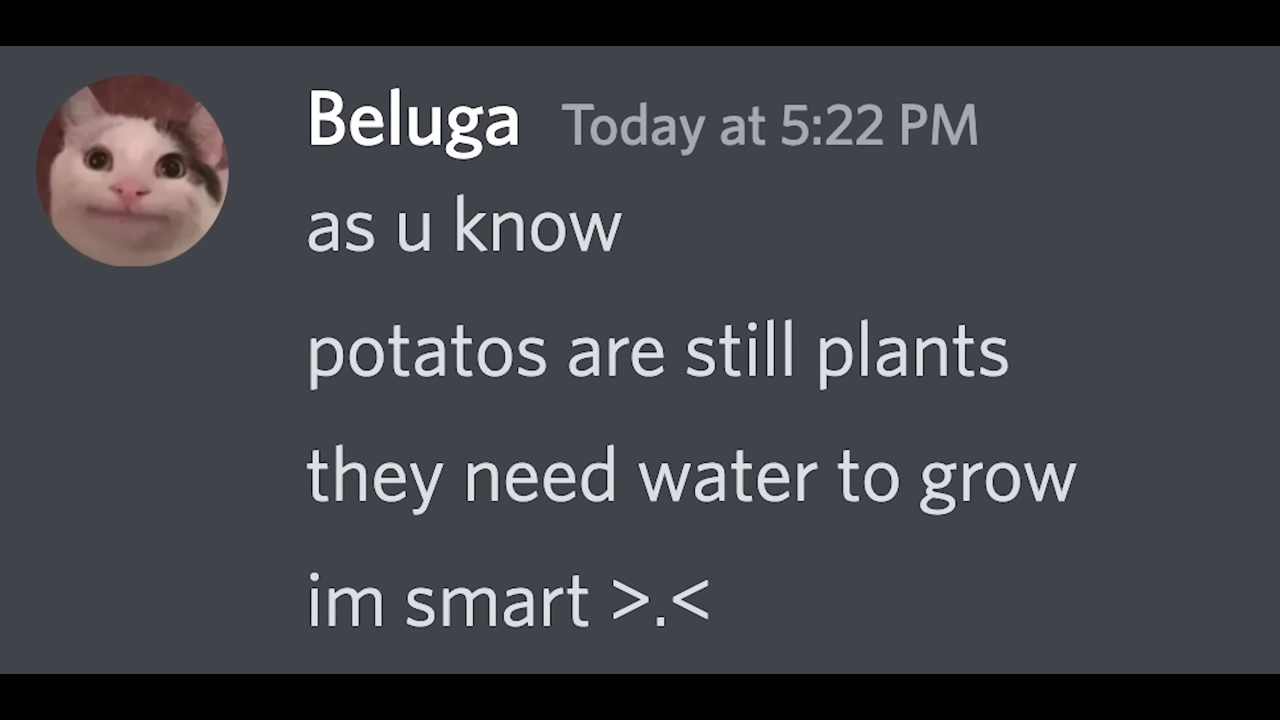 Beluga Today at 5:22 PM
as u know
potatos are still plants
they need water to grow
im smart >.<